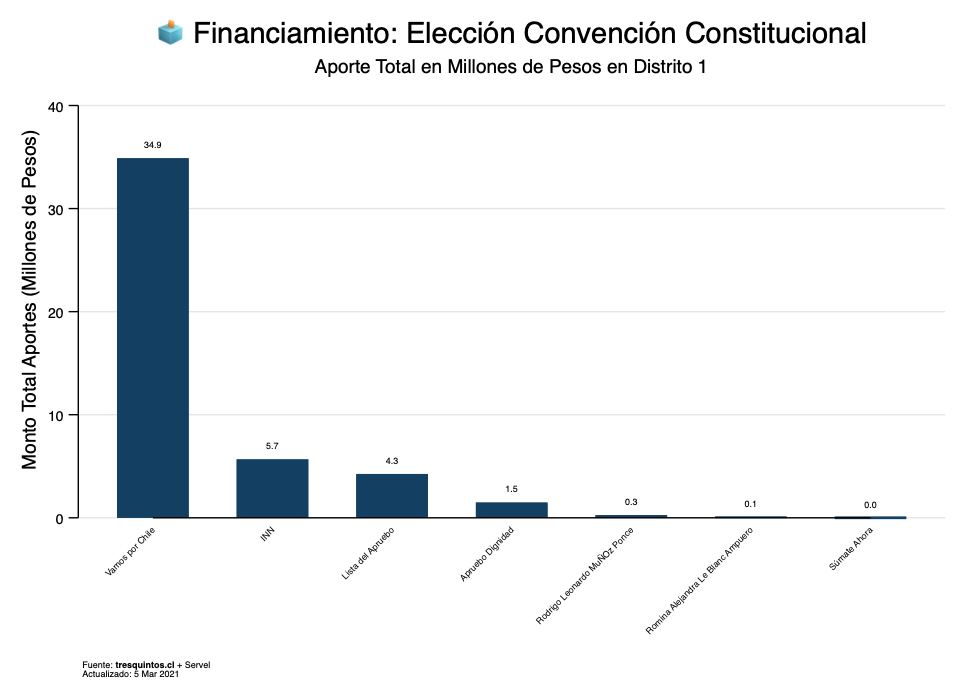 Financiamiento: Elección Convención Constitucional
Aporte Total en Millones de Pesos en Distrito 1
Monto Total Aportes (Millones de Pesos)
40
30
20
10
0
34.9
5.7
4.3
1.5
0.3
0.1
0.0
Vamos por Chile
INN
Lista del Apruebo
Apruebo Dignidad
Rodrigo Leonardo MuÑOz Ponce
Romina Alejandra Le Blanc Ampuero
Súmate Ahora
Fuente: tresquintos.cl + Servel
Actualizado: 5 Mar 2021